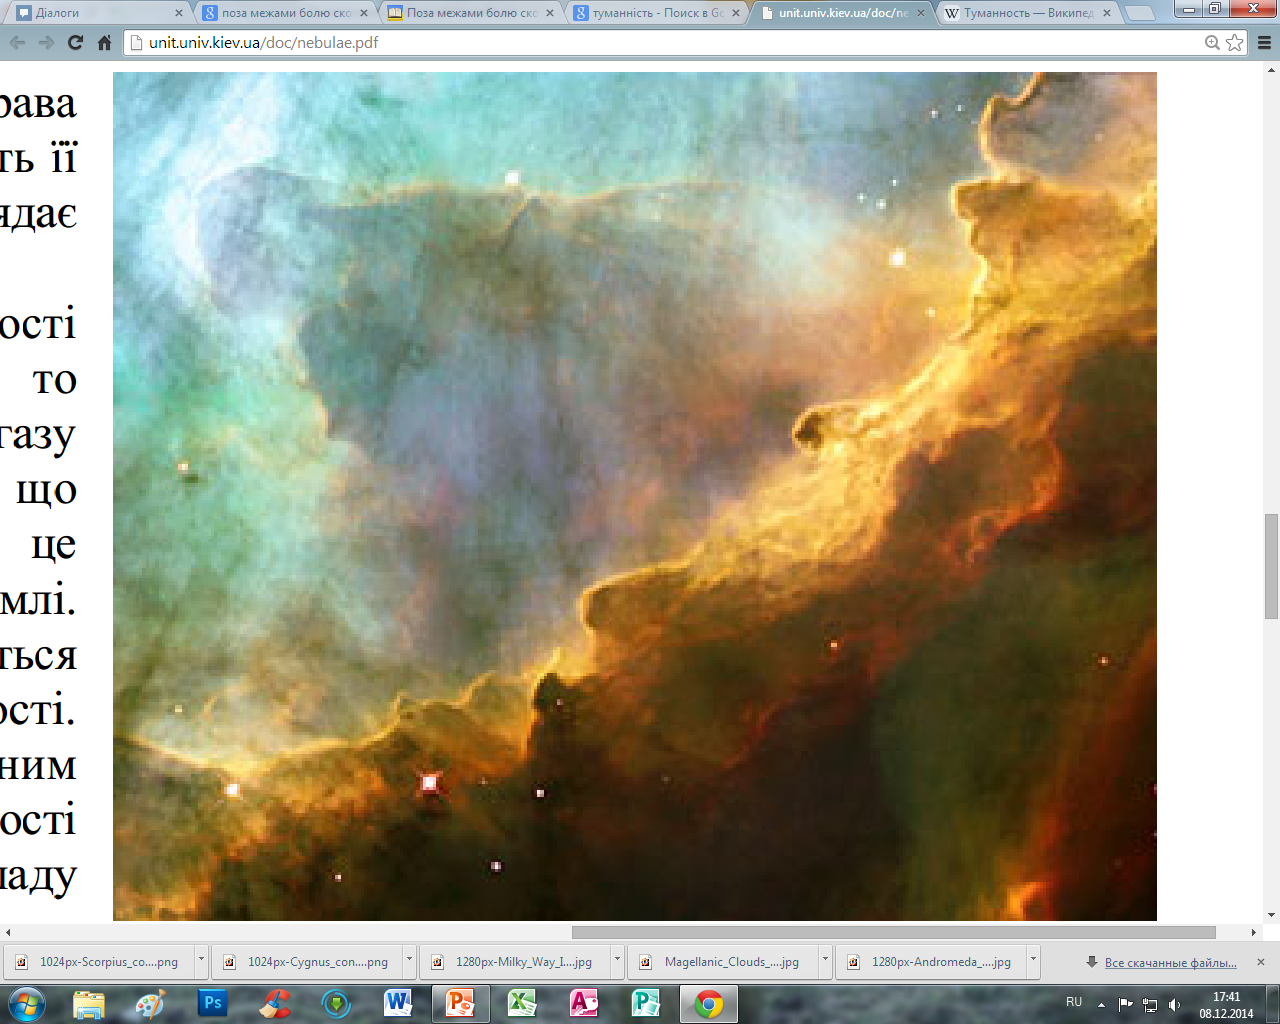 Діалоги
поза межами болю ско
Поза межами болю ско
туманність - Поиск в Go
unit.univ.kiev.ua/doc/ne
Туманность — Википед
unit.univ.kiev.ua/doc/nebulae.pdf
рава
ть її
ядає
ості
то
газу
що
це
млі.
ться
ості.
ним
ості
ладу
1024px-Scorpius_co....png
1024px-Cygnus_con....png
1280px-Milky_Way_I....jpg
Magellanic_Clouds_....jpg
1280px-Andromeda_....jpg
Все скачанные файлы...
RU
17:41
08.12.2014